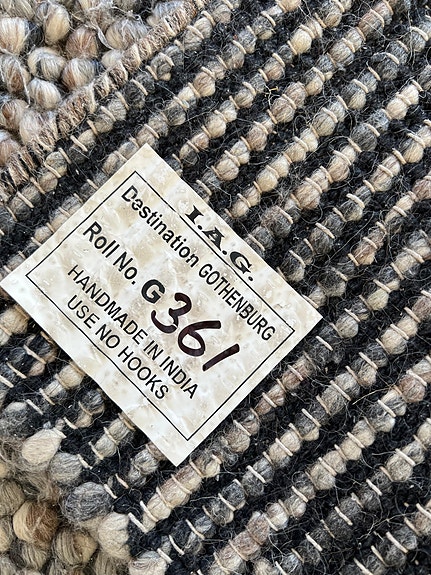 I.A.G.
Destination GOTHENBURG
Roll No. G361
HANDMADE IN INDIA
USE NO HOOKS